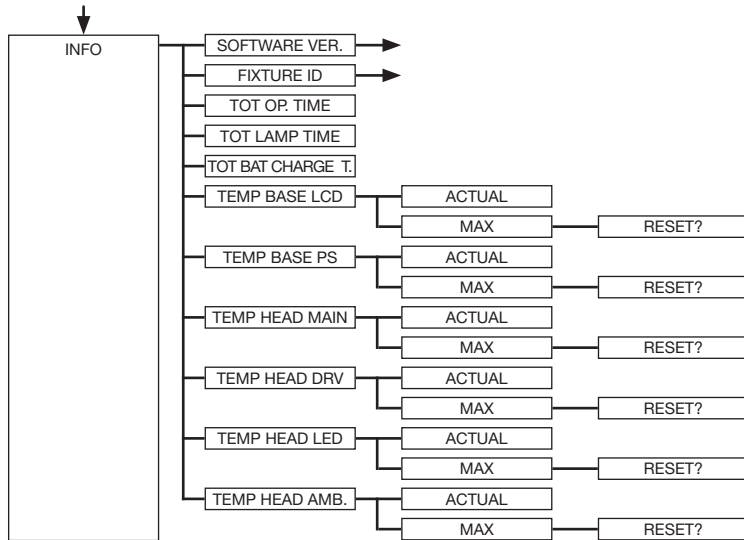 INFO
SOFTWARE VER.
FIXTURE ID
TOT OP. TIME
TOT LAMP TIME
TOT BAT CHARGE T.
TEMP BASE LCD
ACTUAL
MAX
RESET?
TEMP BASE PS
ACTUAL
MAX
RESET?
TEMP HEAD MAIN
ACTUAL
MAX
RESET?
TEMP HEAD DRV
ACTUAL
MAX
RESET?
TEMP HEAD LED
ACTUAL
MAX
RESET?
TEMP HEAD AMB.
ACTUAL
MAX
RESET?